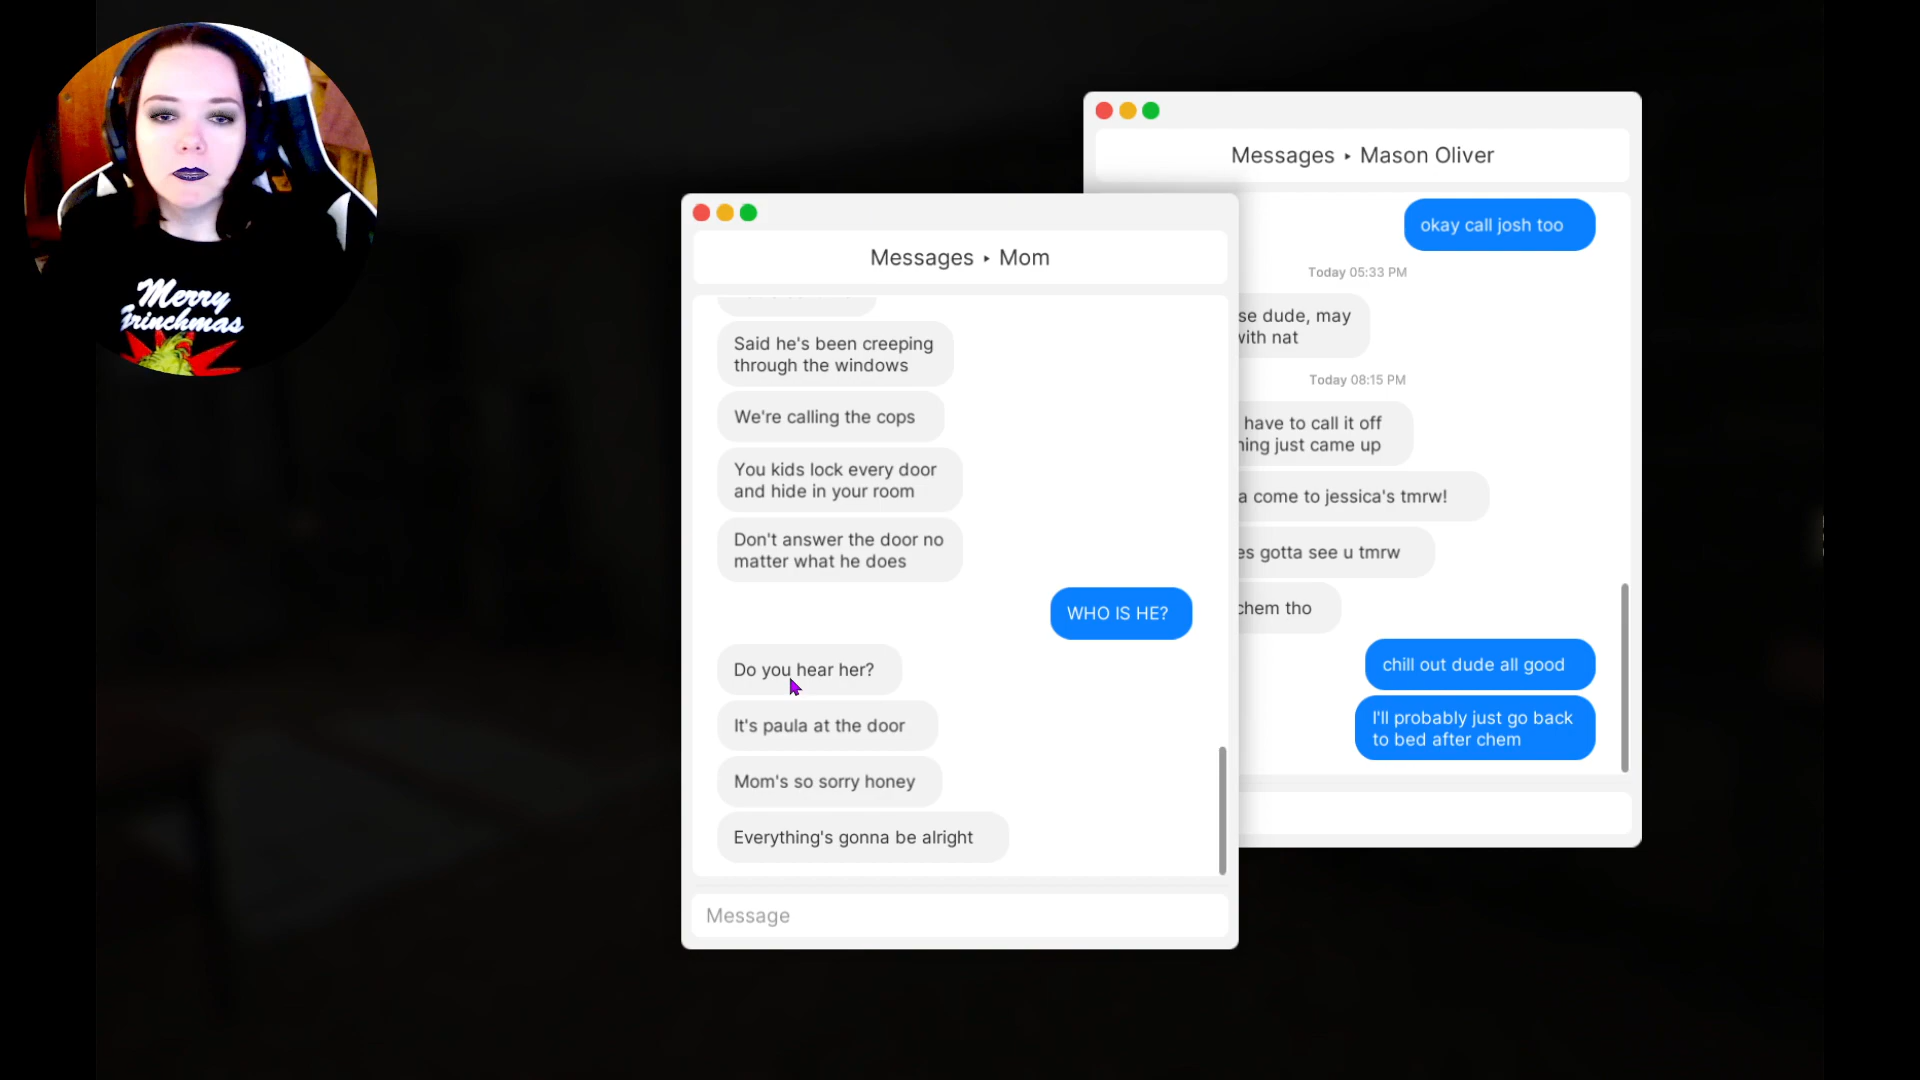 Merry
Grinchmas
Messages ▸ Mom
Said he's been creeping
through the windows
We're calling the cops
You kids lock every door
and hide in your room
Don't answer the door no
matter what he does
WHO IS HE?
Do you hear her?
It's paula at the door
Mom's so sorry honey
Everything's gonna be alright
Message
Messages ▸ Mason Oliver
okay call josh too
Today 05:33 PM
se dude, may
with nat
Today 08:15 PM
have to call it off
just came up
come to jessica's tmrw!
gotta see u tmrw
chem tho
chill out dude all good
I'll probably just go back
to bed after chem